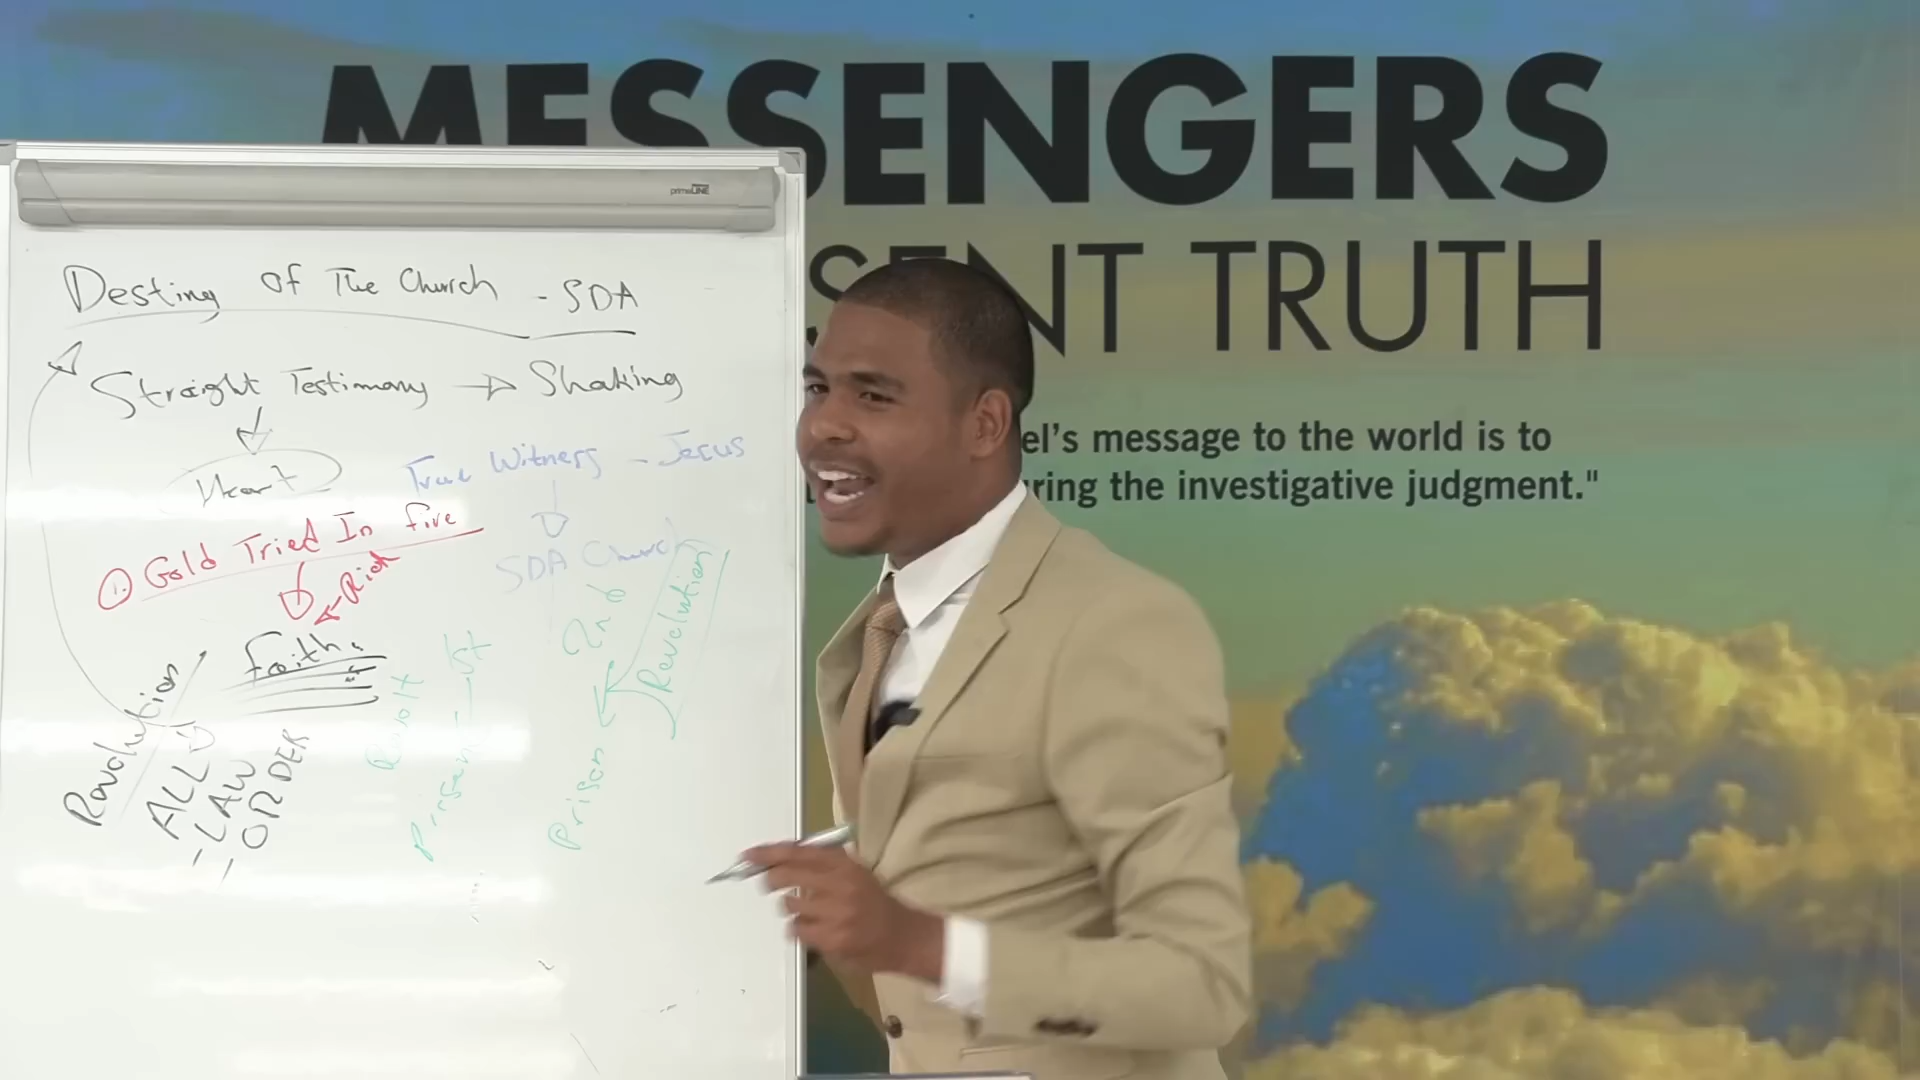 MESSENGERS
SENT TRUTH
el's message to the world is to
ring the investigative judgment."
primeLINE
Destiny of The Church - SDA
Straight Testimony → Shaking
Heart
True Witness - Jesus
SDA Church
1. Gold Tried In fire
Rich
faith
Revolution
ALL
- LAW
- ORDER
Revolt
1st
2nd
Prison
Revolution